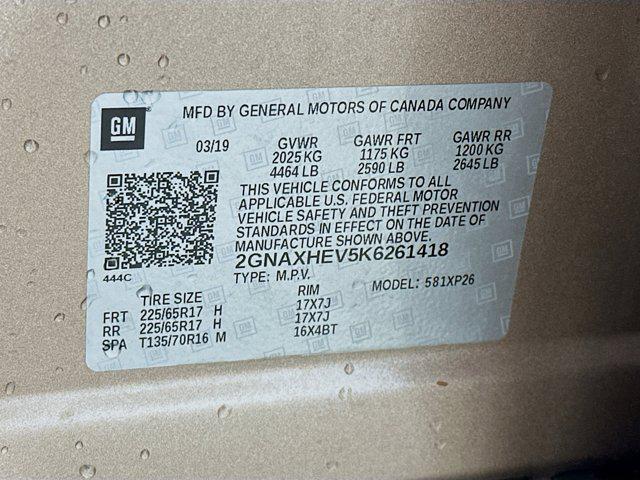 GM
MFD BY GENERAL MOTORS OF CANADA COMPANY
03/19 GVWR GAWR FRT GAWR RR
2025 KG 1175 KG 1200 KG
4464 LB 2590 LB 2645 LB
THIS VEHICLE CONFORMS TO ALL
APPLICABLE U.S. FEDERAL MOTOR
VEHICLE SAFETY AND THEFT PREVENTION
STANDARDS IN EFFECT ON THE DATE OF
MANUFACTURE SHOWN ABOVE.
2GNAXHEV5K6261418
444C
TYPE: M.P.V.
MODEL: 581XP26
TIRE SIZE RIM
FRT 225/65R17 H 17X7J
RR 225/65R17 H 17X7J
SPA T135/70R16 M 16X4BT